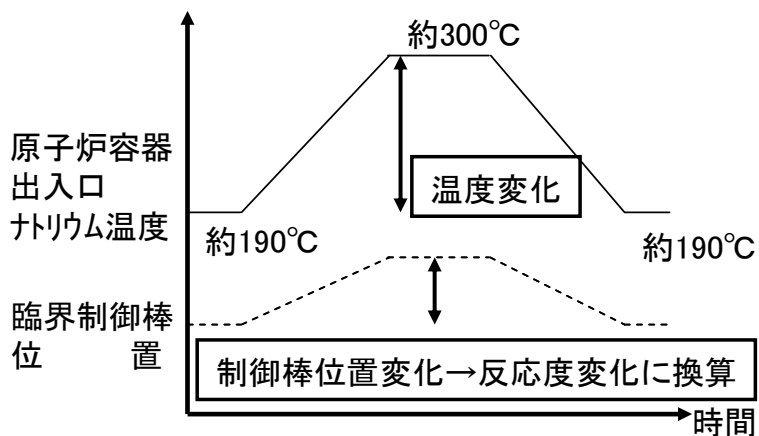 約300℃
原子炉容器
出入口
ナトリウム温度
温度変化
約190℃
約190℃
臨界制御棒
位 置
制御棒位置変化→反応度変化に換算
時間